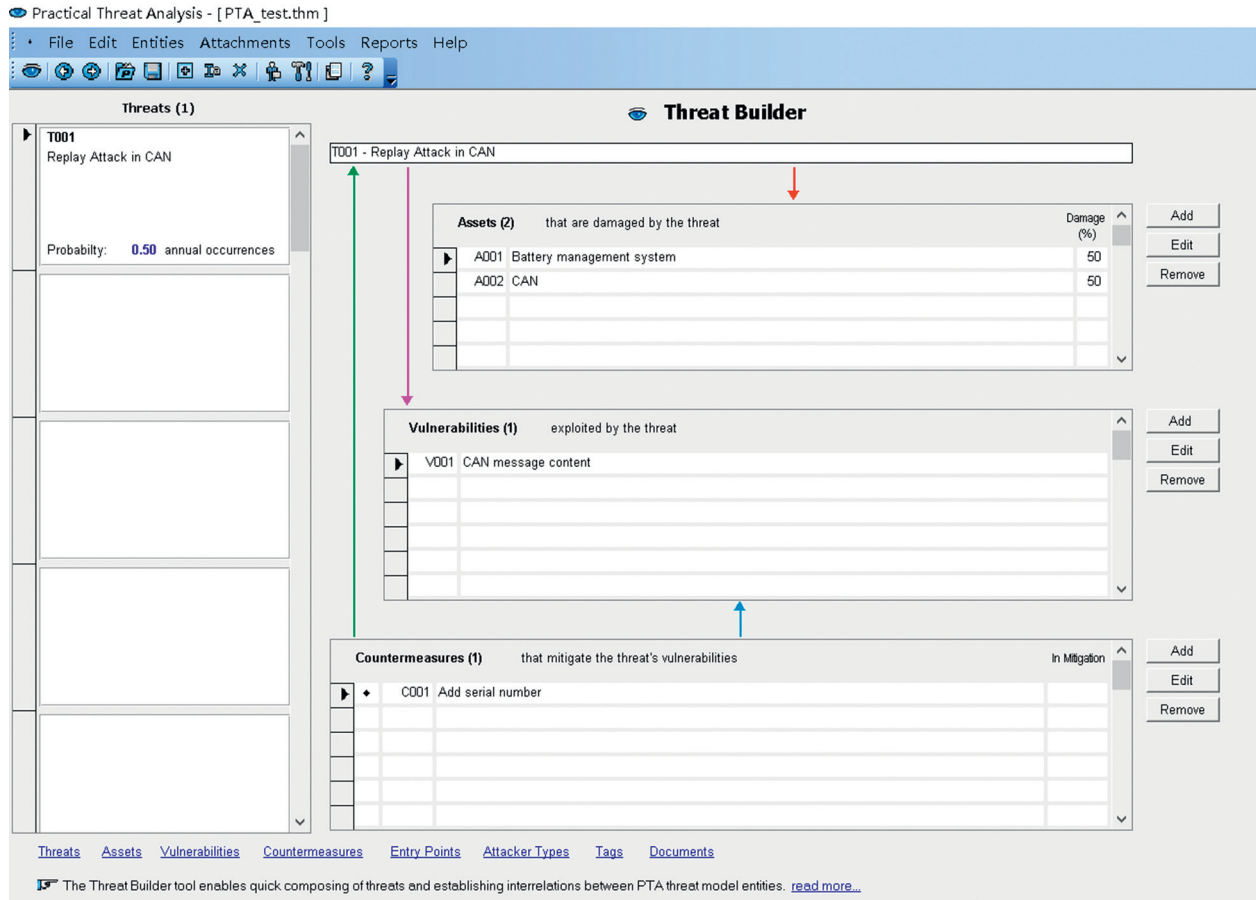 Practical Threat Analysis - [ PTA_test.thm ]
File Edit Entities Attachments Tools Reports Help
Threats (1)
T001
Replay Attack in CAN
Probabilty: 0.50 annual occurrences
Threat Builder
T001 - Replay Attack in CAN
Assets (2) that are damaged by the threat Damage (%)
A001 Battery management system 50
A002 CAN 50
Add
Edit
Remove
Vulnerabilities (1) exploited by the threat
V001 CAN message content
Add
Edit
Remove
Countermeasures (1) that mitigate the threat's vulnerabilities In Mitigation
C001 Add serial number
Add
Edit
Remove
Threats Assets Vulnerabilities Countermeasures Entry Points Attacker Types Tags Documents
The Threat Builder tool enables quick composing of threats and establishing interrelations between PTA threat model entities. read more...